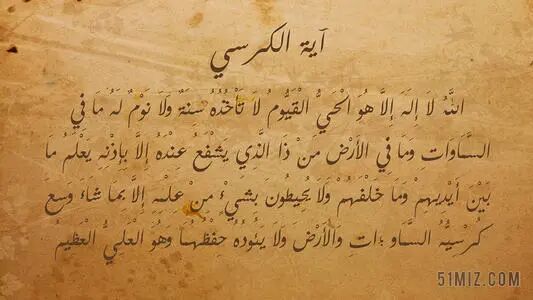 آية الكرسي
اللَّهُ لَا إِلَهَ إِلَّا هُوَ الْحَيُّ الْقَيُّومُ لَا تَأْخُذُهُ سِنَةٌ وَلَا نَوْمٌ لَهُ مَا فِي
السَّمَاوَاتِ وَمَا فِي الْأَرْضِ مَنْ ذَا الَّذِي يَشْفَعُ عِنْدَهُ إِلَّا بِإِذْنِهِ يَعْلَمُ مَا
بَيْنَ أَيْدِيهِمْ وَمَا خَلْفَهُمْ وَلَا يُحِيطُونَ بِشَيْءٍ مِنْ عِلْمِهِ إِلَّا بِمَا شَاءَ وَسِعَ
كُرْسِيُّهُ السَّمَاوَاتِ وَالْأَرْضَ وَلَا يَئُودُهُ حِفْظُهُمَا وَهُوَ الْعَلِيُّ الْعَظِيمُ
51MIZ.COM